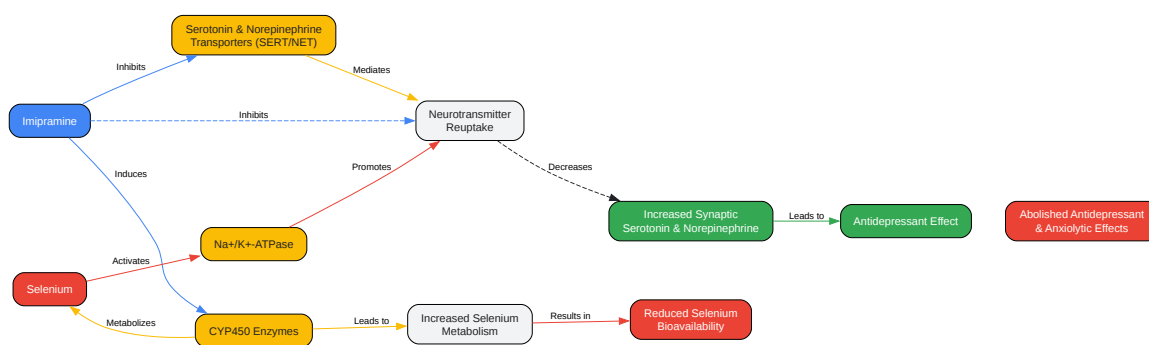 Serotonin & Norepinephrine
Transporters (SERT/NET)
Inhibits
Mediates
Imipramine
Inhibits
Neurotransmitter
Reuptake
Induces
Promotes
Decreases
Increased Synaptic
Serotonin & Norepinephrine
Leads to
Antidepressant Effect
Abolished Antidepressant
& Anxiolytic Effects
Na+/K+-ATPase
Activates
Selenium
Metabolizes
CYP450 Enzymes
Leads to
Increased Selenium
Metabolism
Results in
Reduced Selenium
Bioavailability